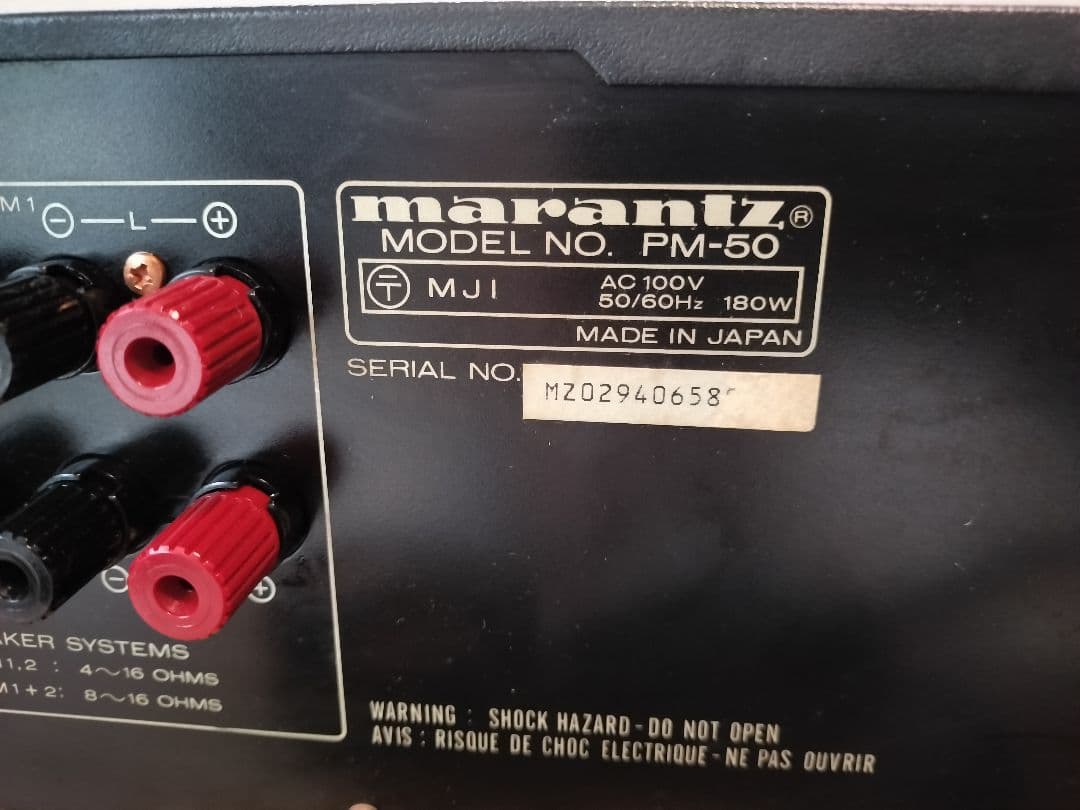 M1 ⊖—L—⊕
marantz®
MODEL NO. PM-50
〒 MJI AC 100V
50/60Hz 180W
MADE IN JAPAN
SERIAL NO.
MZ02940658
⊖ ⊕
AKER SYSTEMS
1.2 : 4～16 OHMS
M1+2: 8～16 OHMS
WARNING : SHOCK HAZARD - DO NOT OPEN
AVIS : RISQUE DE CHOC ELECTRIQUE - NE PAS OUVRIR